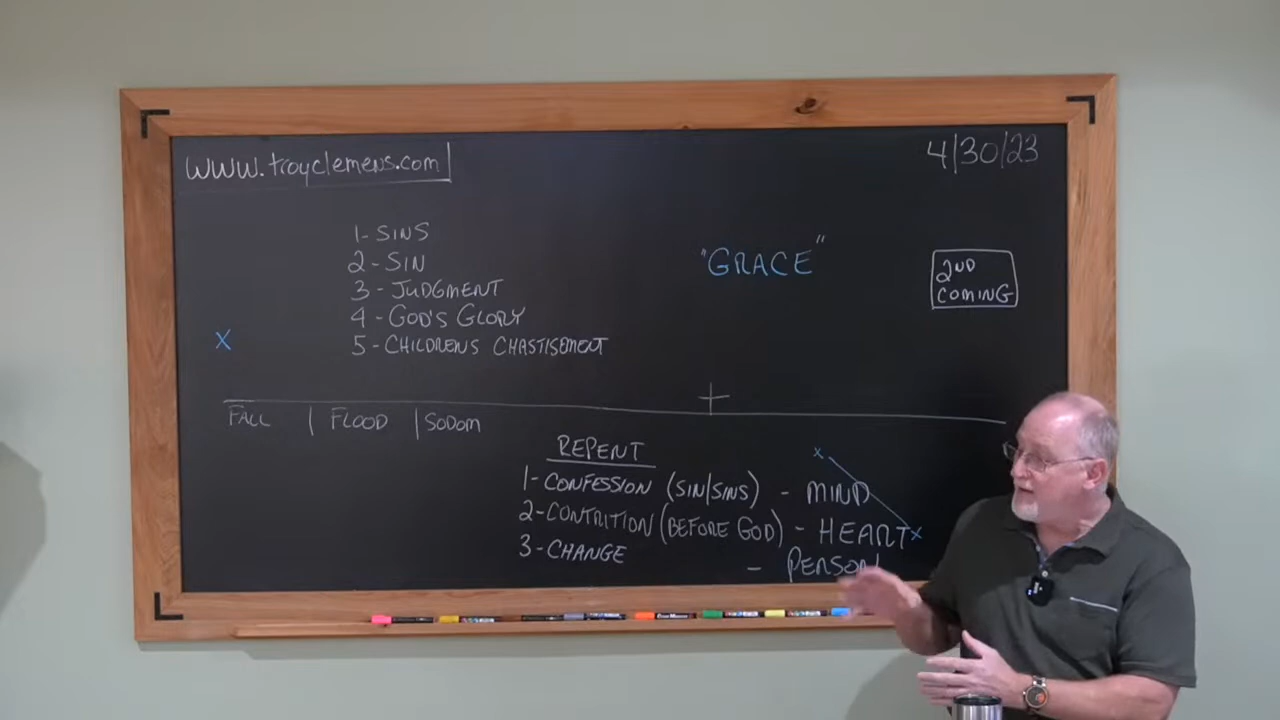 www.troyclemens.com
4/30/23
1- SINS
2- SIN
3- JUDGMENT
4- GOD'S GLORY
5- CHILDRENS CHASTISEMENT
"GRACE"
2ND
COMING
X
FALL | FLOOD | SODOM
REPENT
1- CONFESSION (SIN/SINS) - MIND
2- CONTRITION (BEFORE GOD) - HEART
3- CHANGE - PERSON
x
x